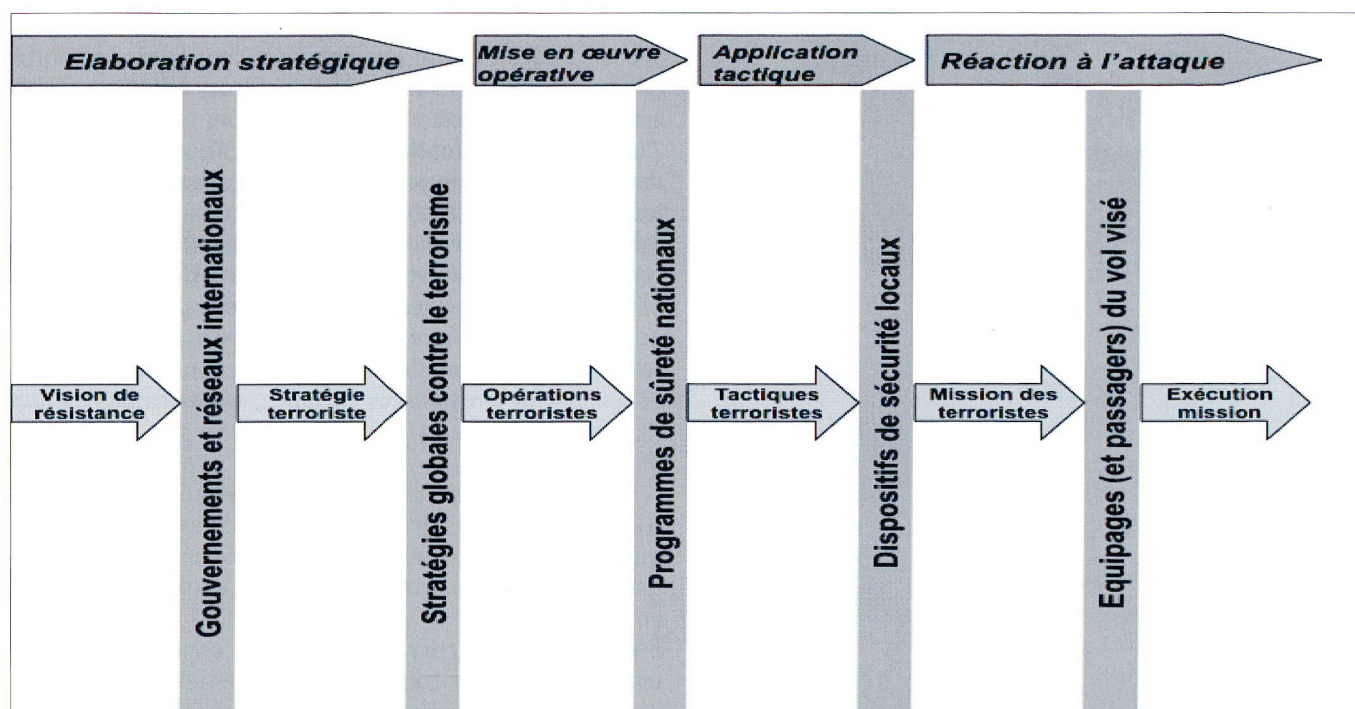 Elaboration stratégique
Mise en œuvre
opérative
Application
tactique
Réaction à l'attaque
Vision de
résistance
Gouvernements et réseaux internationaux
Stratégie
terroriste
Stratégies globales contre le terrorisme
Opérations
terroristes
Programmes de sûreté nationaux
Tactiques
terroristes
Dispositifs de sécurité locaux
Mission des
terroristes
Equipages (et passagers) du vol visé
Exécution
mission